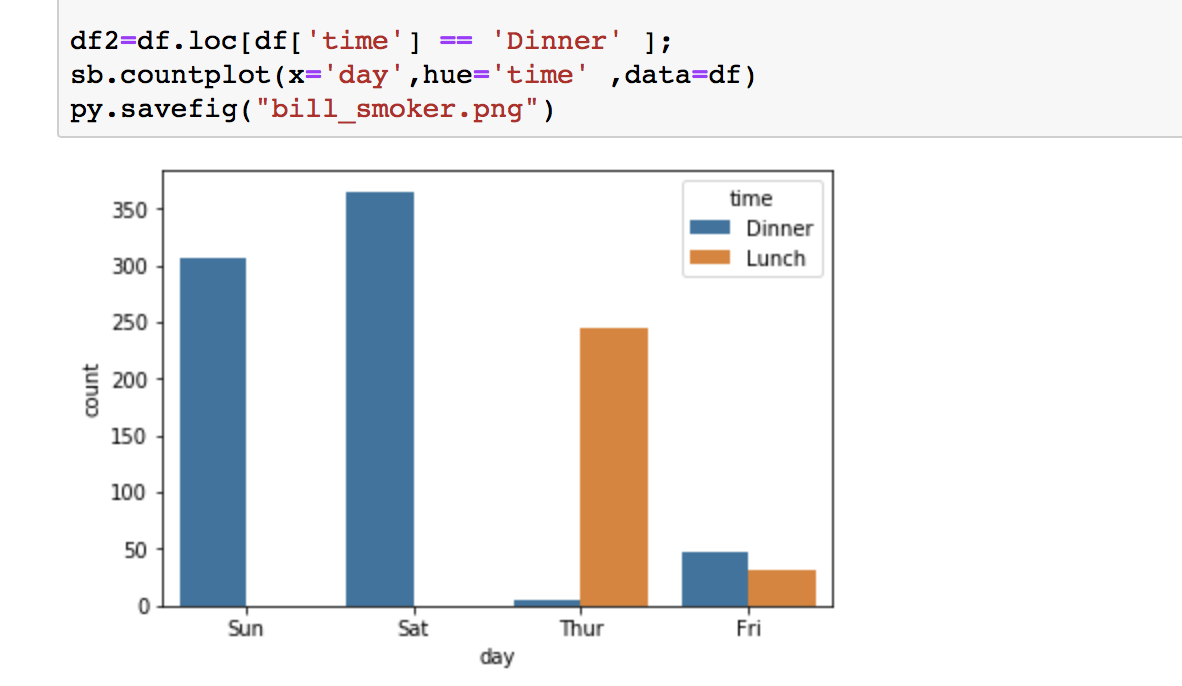 df2=df.loc[df['time'] == 'Dinner' ];
sb.countplot(x='day',hue='time' ,data=df)
py.savefig("bill_smoker.png")
time
Dinner
Lunch
350
300
250
200
150
100
50
0
count
Sun Sat Thur Fri
day